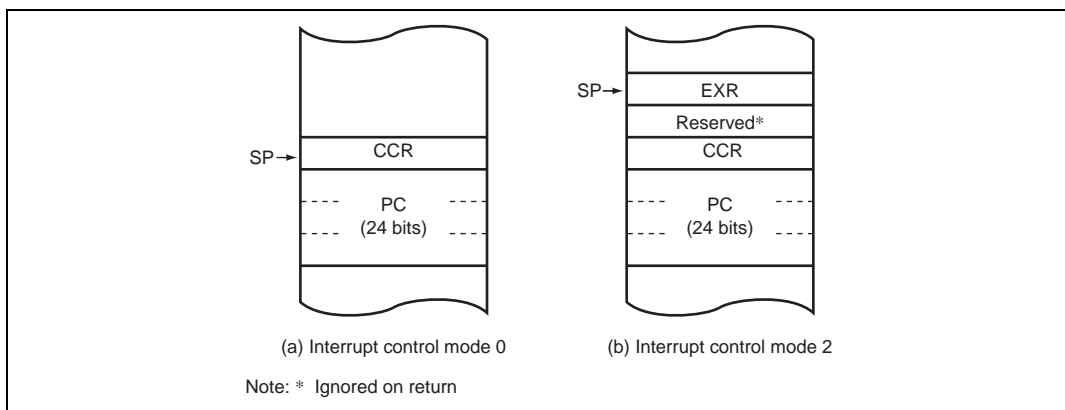 SP
CCR
PC
(24 bits)
(a) Interrupt control mode 0
SP
EXR
Reserved*
CCR
PC
(24 bits)
(b) Interrupt control mode 2
Note: * Ignored on return